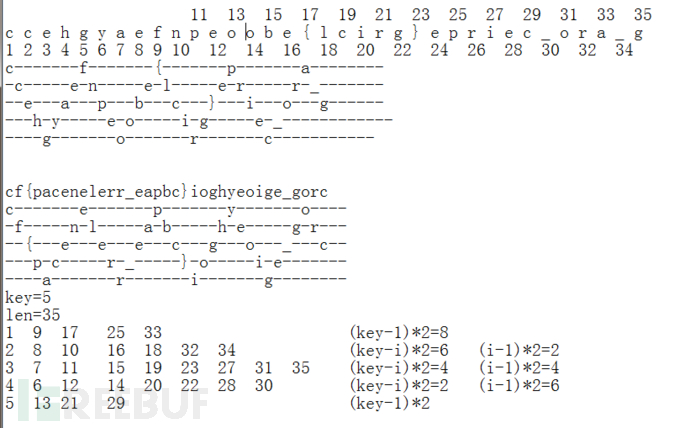 11 13 15 17 19 21 23 25 27 29 31 33 35
c c e h g y a e f n p e o o b e { l c i r g } e p r i e c _ o r a _ g
1 2 3 4 5 6 7 8 9 10 12 14 16 18 20 22 24 26 28 30 32 34
c-------f-------{-------p-------a--------
-c-----e-n-----e-l-----e-r-----r-_-------
--e---a---p---b---c---}---i---o---g------
---h-y-----e-o-----i-g-----e-_------------
----g-------o-------r-------c-----------
cf{pacenelerr_eapbc}ioghyeoige_gorc
c-------e-------p-------y-------o----
-f-----n-l-----a-b-----h-e-----g-r---
--{---e---e---e---c---g---o---_---c--
---p-c-----r-_-----}-o-----i-e-------
----a-------r-------i-------g--------
key=5
len=35
1 9 17 25 33 (key-1)*2=8
2 8 10 16 18 32 34 (key-i)*2=6 (i-1)*2=2
3 7 11 15 19 23 27 31 35 (key-i)*2=4 (i-1)*2=4
4 6 12 14 20 22 28 30 (key-i)*2=2 (i-1)*2=6
5 13 21 29 (key-1)*2
FREEBUF